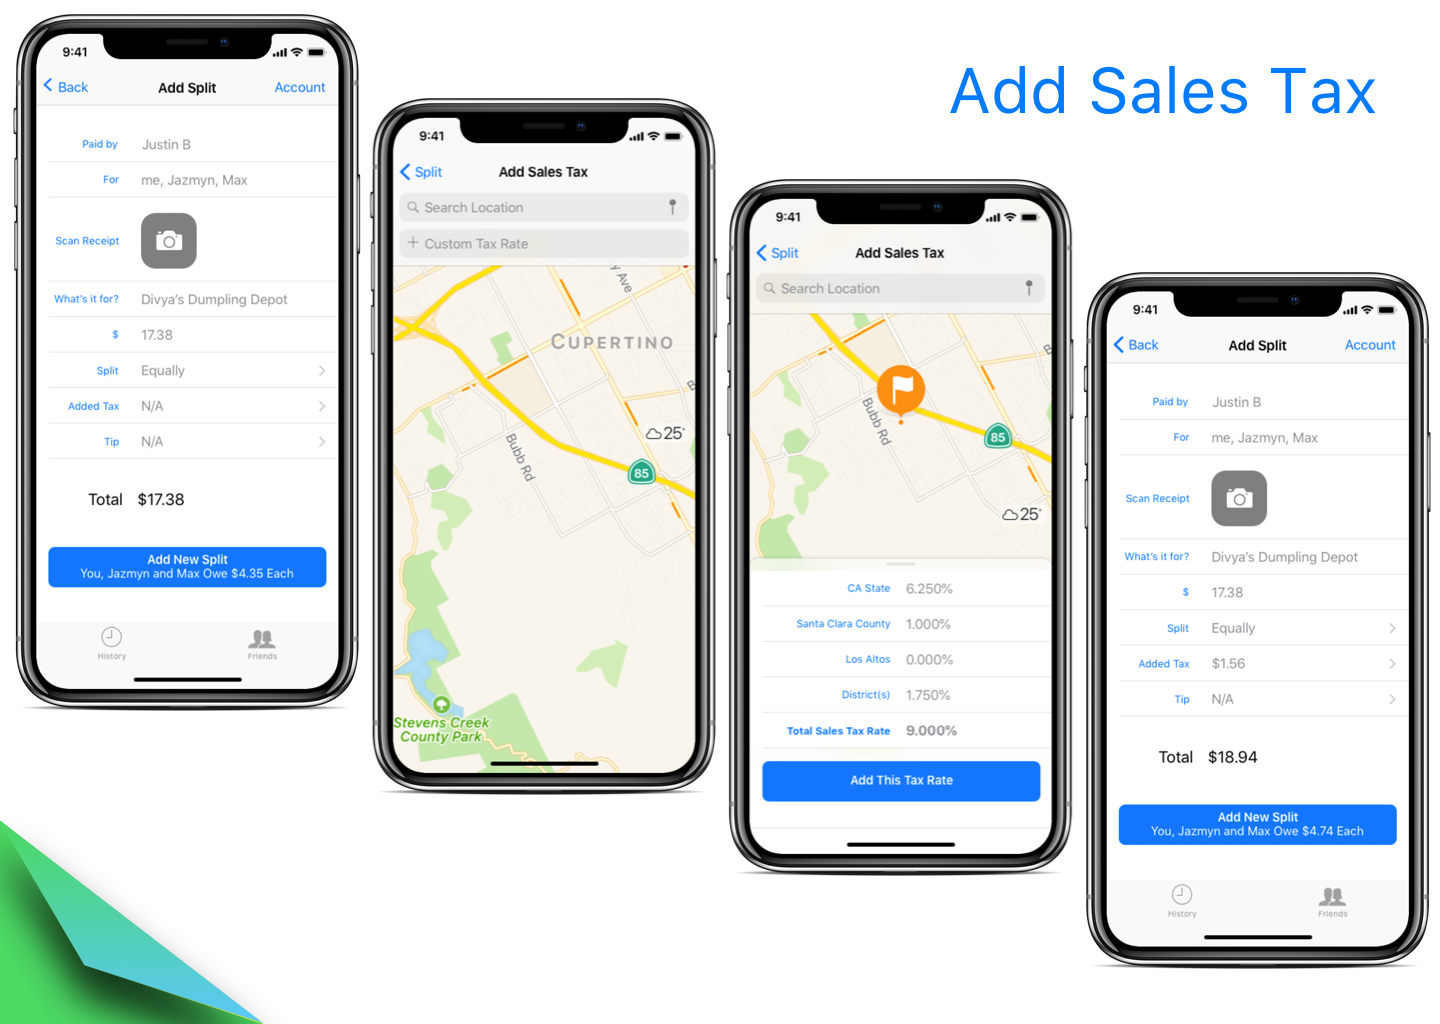 Add Sales Tax
9:41
Back
Add Split
Account
Paid by
Justin B
For
me, Jazmyn, Max
Scan Receipt
What's it for?
Divya's Dumpling Depot
$
17.38
Split
Equally
Added Tax
N/A
Tip
N/A
Total $17.38
Add New Split
You, Jazmyn and Max Owe $4.35 Each
History
Friends
9:41
Split
Add Sales Tax
Search Location
Custom Tax Rate
y Ave
CUPERTINO
B
25°
Bubb Rd
85
Stevens Creek
County Park
9:41
Split
Add Sales Tax
Search Location
B
Bubb Rd
85
25°
CA State
6.250%
Santa Clara County
1.000%
Los Altos
0.000%
District(s)
1.750%
Total Sales Tax Rate
9.000%
Add This Tax Rate
9:41
Back
Add Split
Account
Paid by
Justin B
For
me, Jazmyn, Max
Scan Receipt
What's it for?
Divya's Dumpling Depot
$
17.38
Split
Equally
Added Tax
$1.56
Tip
N/A
Total $18.94
Add New Split
You, Jazmyn and Max Owe $4.74 Each
History
Friends